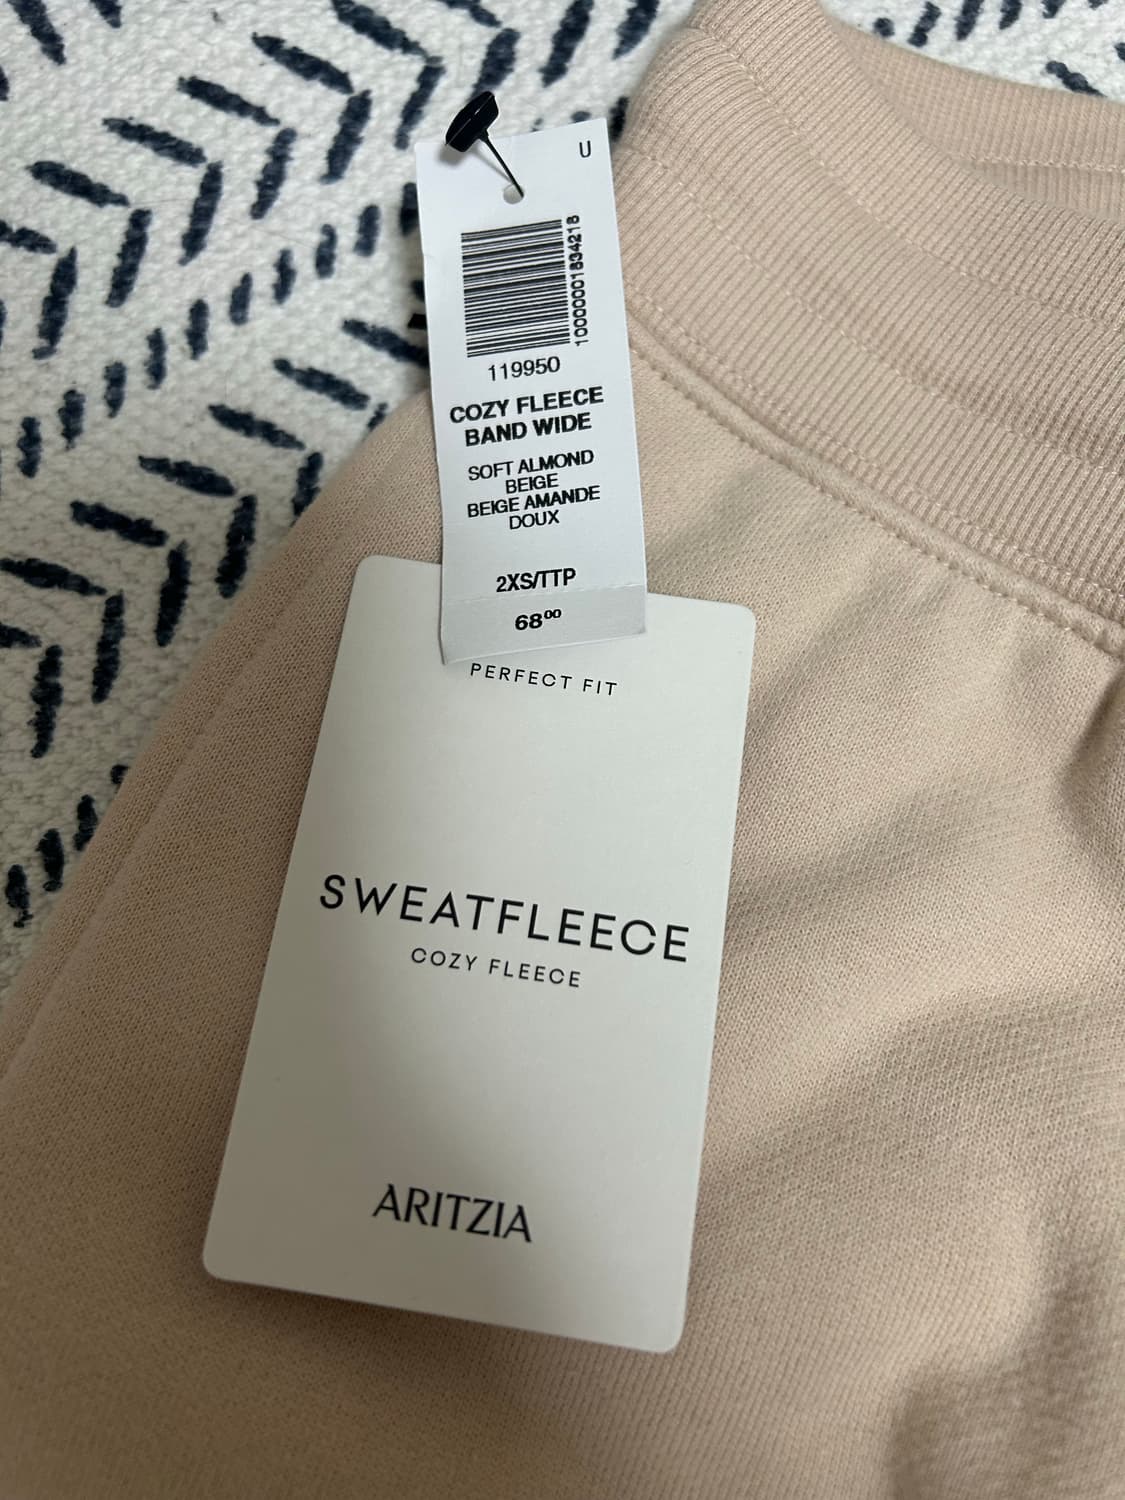 U
1000001834218
119950
COZY FLEECE
BAND WIDE
SOFT ALMOND
BEIGE
BEIGE AMANDE
DOUX
2XS/TTP
68⁰⁰
PERFECT FIT
SWEATFLEECE
COZY FLEECE
ARITZIA